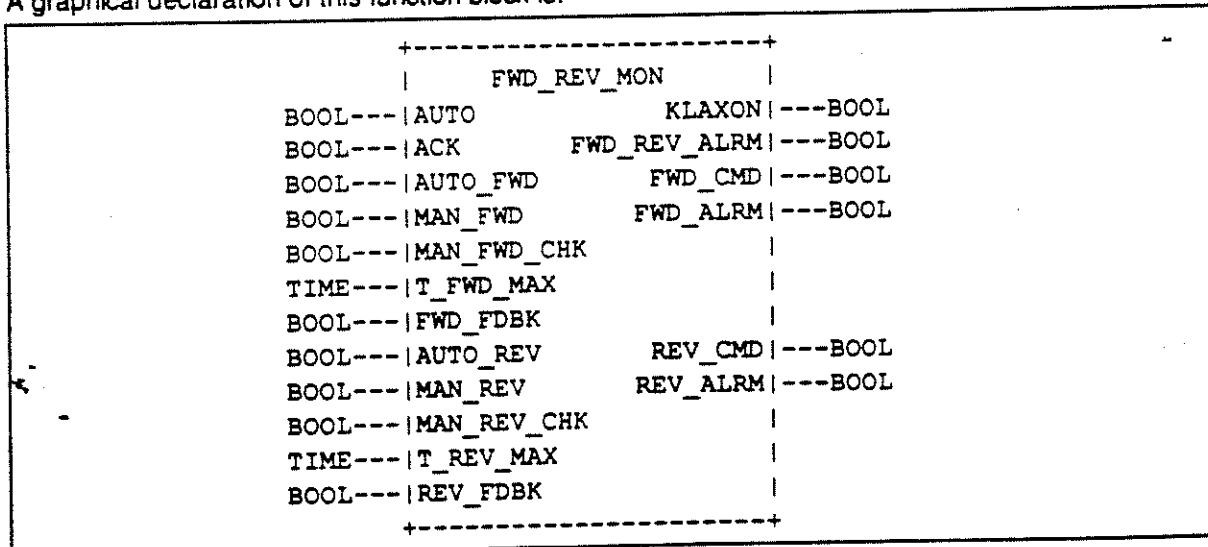 A graphical declaration of this function block is:
+------------------------+
|     FWD_REV_MON     |
BOOL---|AUTO            KLAXON|---BOOL
BOOL---|ACK       FWD_REV_ALRM|---BOOL
BOOL---|AUTO_FWD       FWD_CMD|---BOOL
BOOL---|MAN_FWD       FWD_ALRM|---BOOL
BOOL---|MAN_FWD_CHK           |
TIME---|T_FWD_MAX             |
BOOL---|FWD_FDBK              |
BOOL---|AUTO_REV       REV_CMD|---BOOL
BOOL---|MAN_REV       REV_ALRM|---BOOL
BOOL---|MAN_REV_CHK           |
TIME---|T_REV_MAX             |
BOOL---|REV_FDBK              |
+------------------------+